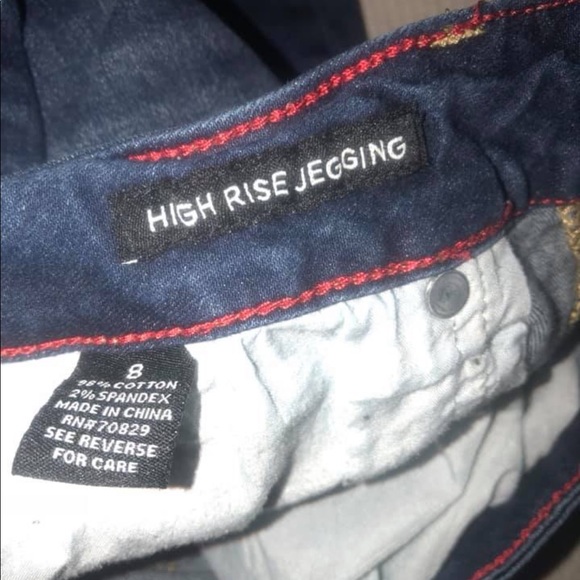 HIGH RISE JEGGING
8
98% COTTON
2% SPANDEX
MADE IN CHINA
RN#70829
SEE REVERSE
FOR CARE